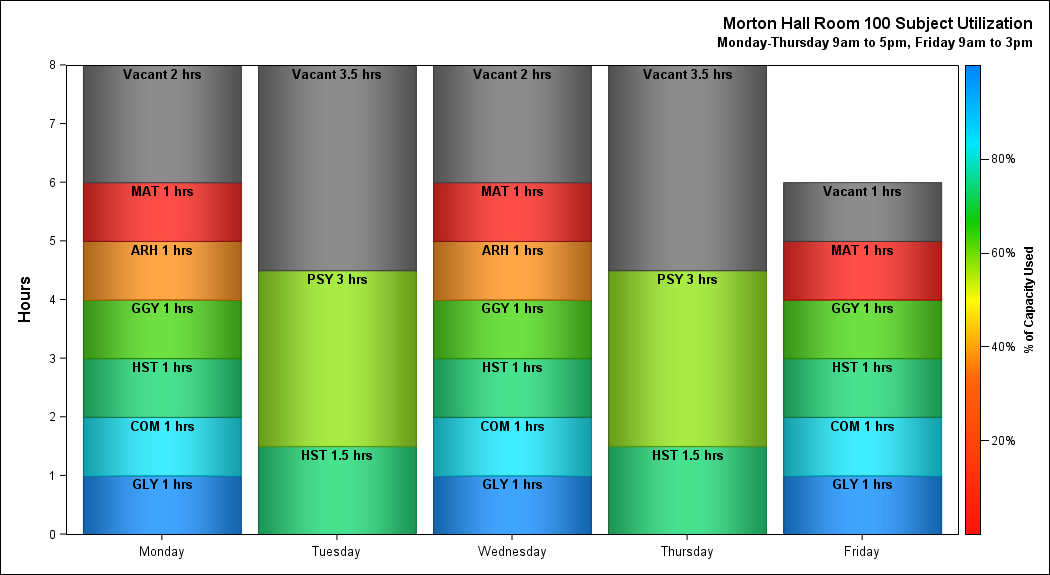 Morton Hall Room 100 Subject Utilization
Monday-Thursday 9am to 5pm, Friday 9am to 3pm
Hours
8
7
6
5
4
3
2
1
0
Vacant 2 hrs
MAT 1 hrs
ARH 1 hrs
GGY 1 hrs
HST 1 hrs
COM 1 hrs
GLY 1 hrs
Vacant 3.5 hrs
PSY 3 hrs
HST 1.5 hrs
Vacant 2 hrs
MAT 1 hrs
ARH 1 hrs
GGY 1 hrs
HST 1 hrs
COM 1 hrs
GLY 1 hrs
Vacant 3.5 hrs
PSY 3 hrs
HST 1.5 hrs
Vacant 1 hrs
MAT 1 hrs
GGY 1 hrs
HST 1 hrs
COM 1 hrs
GLY 1 hrs
Monday
Tuesday
Wednesday
Thursday
Friday
80%
60%
40%
20%
% of Capacity Used